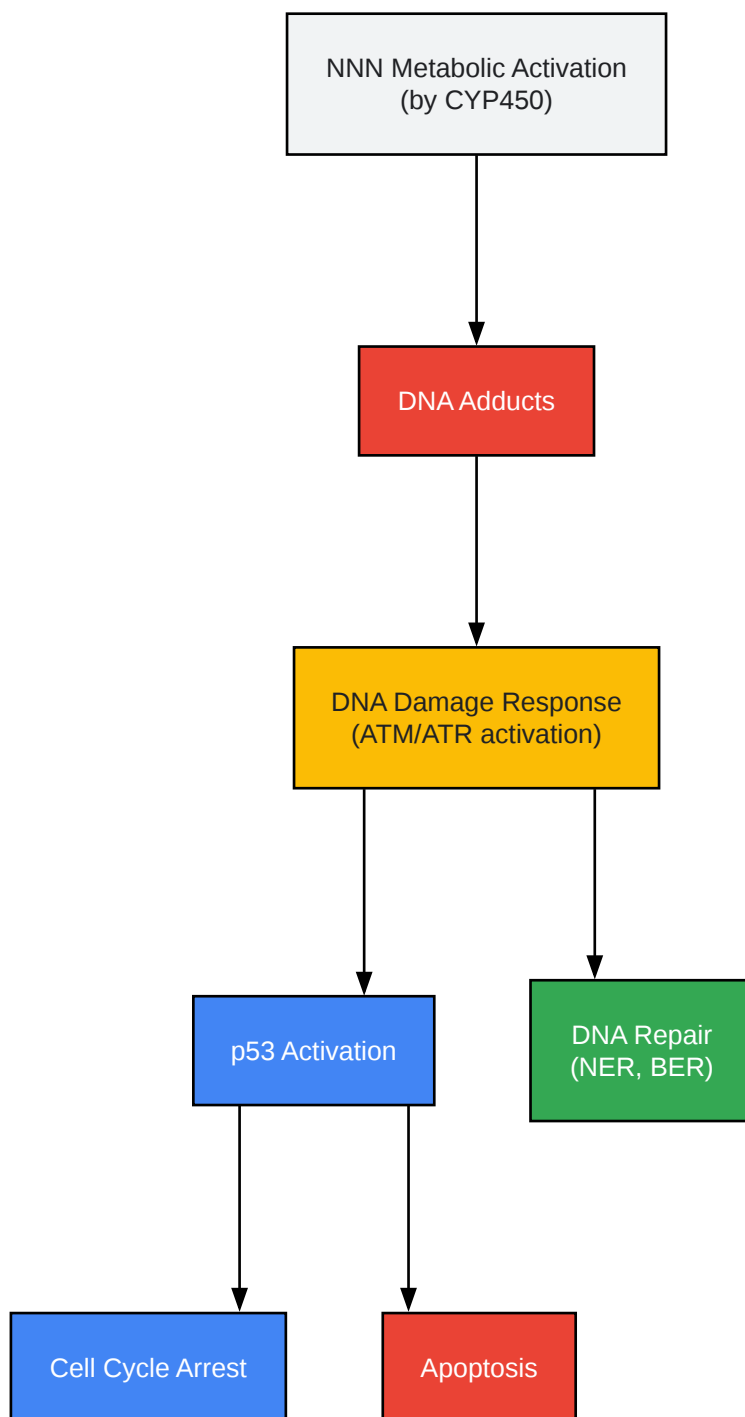 NNN Metabolic Activation
(by CYP450)
DNA Adducts
DNA Damage Response
(ATM/ATR activation)
p53 Activation
DNA Repair
(NER, BER)
Cell Cycle Arrest
Apoptosis